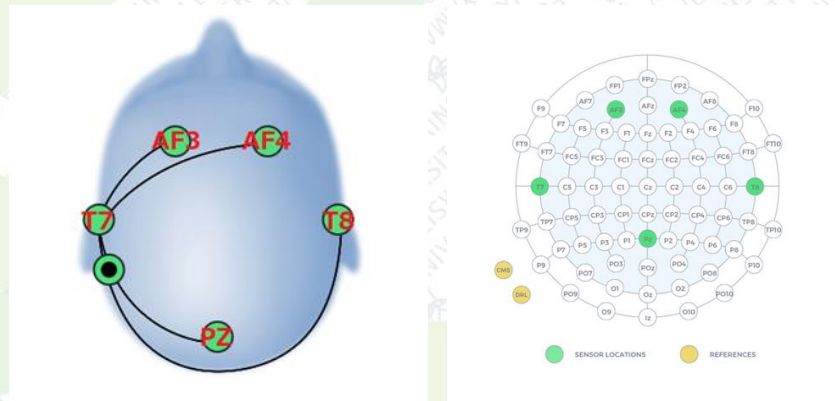 AF3 AF4
T7 T8
PZ
FPz
FP1 FP2
AF7 AF3 AFz AF4 AF8
F9 F10
F7 F5 F3 F1 Fz F2 F4 F6 F8
FT9 FT7 FC5 FC3 FC1 FCz FC2 FC4 FC6 FT8 FT10
T7 C5 C3 C1 Cz C2 C4 C6 T8
TP9 TP7 CP5 CP3 CP1 CPz CP2 CP4 CP6 TP8 TP10
P9 P7 P5 P3 P1 Pz P2 P4 P6 P8 P10
PO9 PO7 PO3 POz PO4 PO8 PO10
O9 O1 Oz O2 O10
Iz
CMS
DRL
SENSOR LOCATIONS REFERENCES